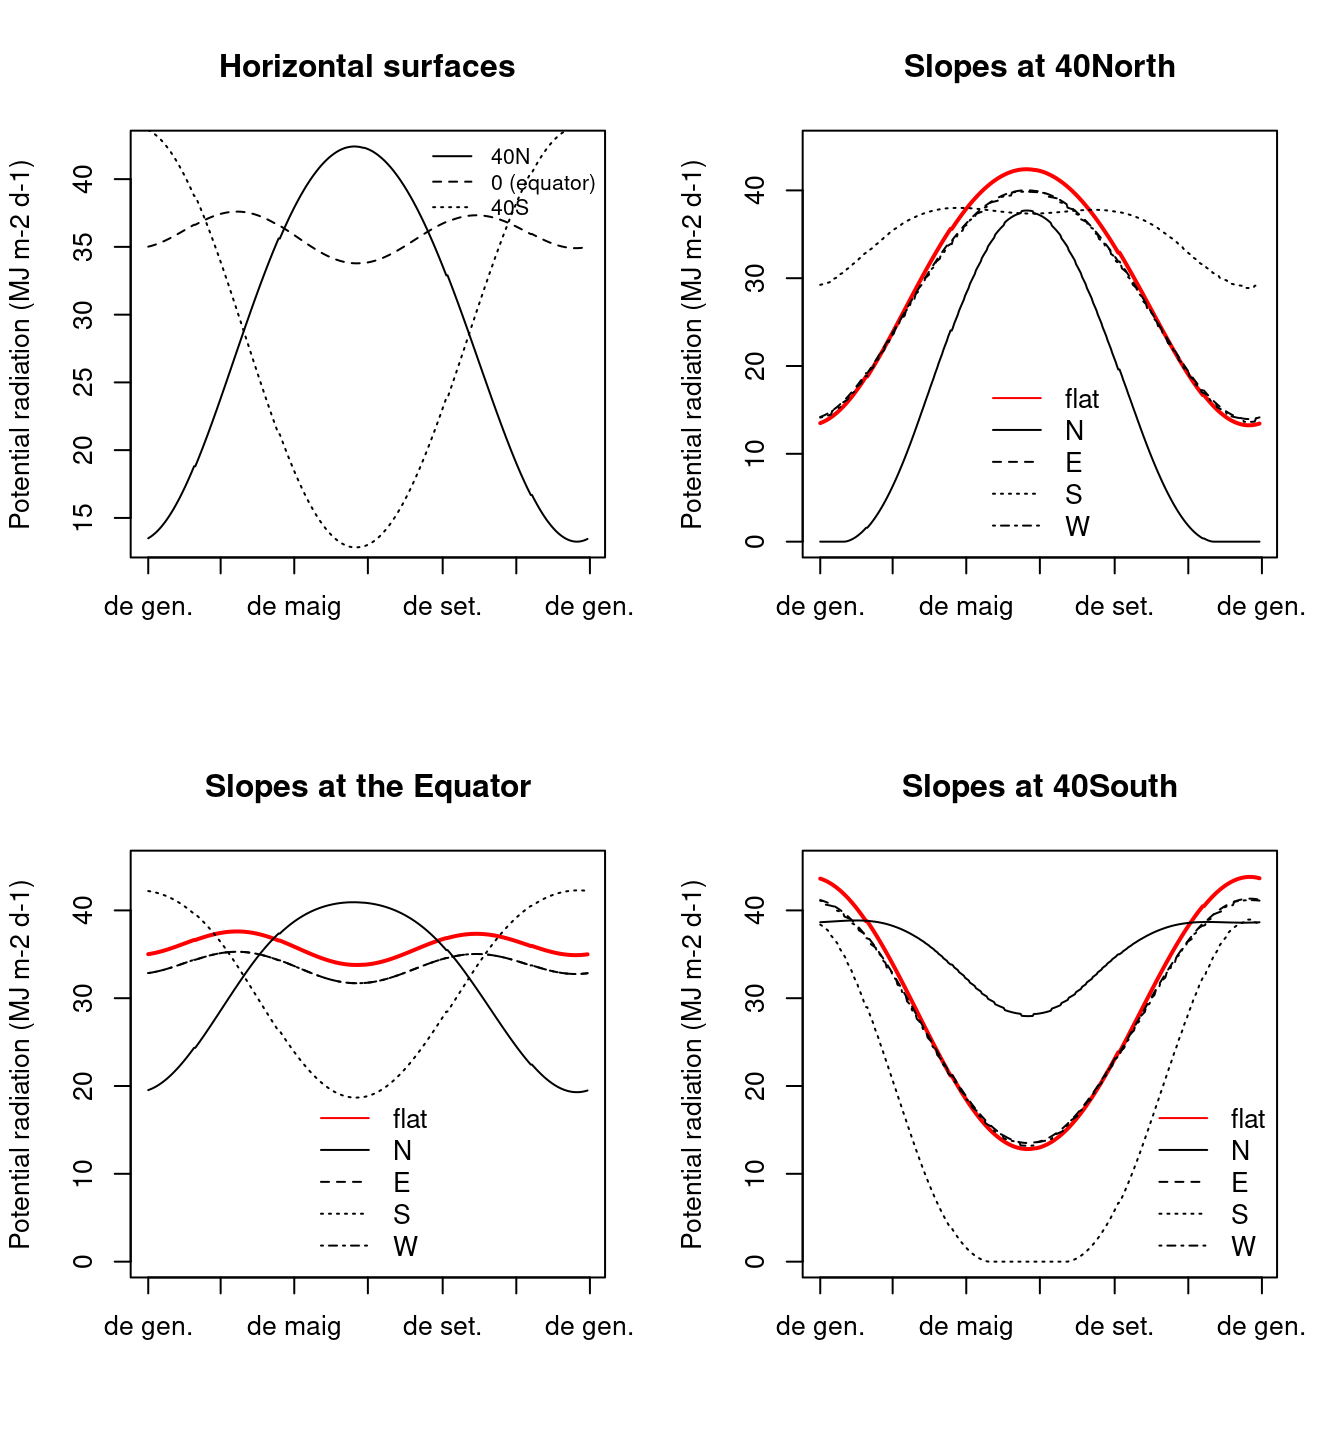 Horizontal surfaces
Potential radiation (MJ m-2 d-1)
40
35
30
25
20
15
40N
0 (equator)
40S
de gen.
de maig
de set.
de gen.
Slopes at 40North
Potential radiation (MJ m-2 d-1)
40
30
20
10
0
flat
N
E
S
W
de gen.
de maig
de set.
de gen.
Slopes at the Equator
Potential radiation (MJ m-2 d-1)
40
30
20
10
0
flat
N
E
S
W
de gen.
de maig
de set.
de gen.
Slopes at 40South
Potential radiation (MJ m-2 d-1)
40
30
20
10
0
flat
N
E
S
W
de gen.
de maig
de set.
de gen.